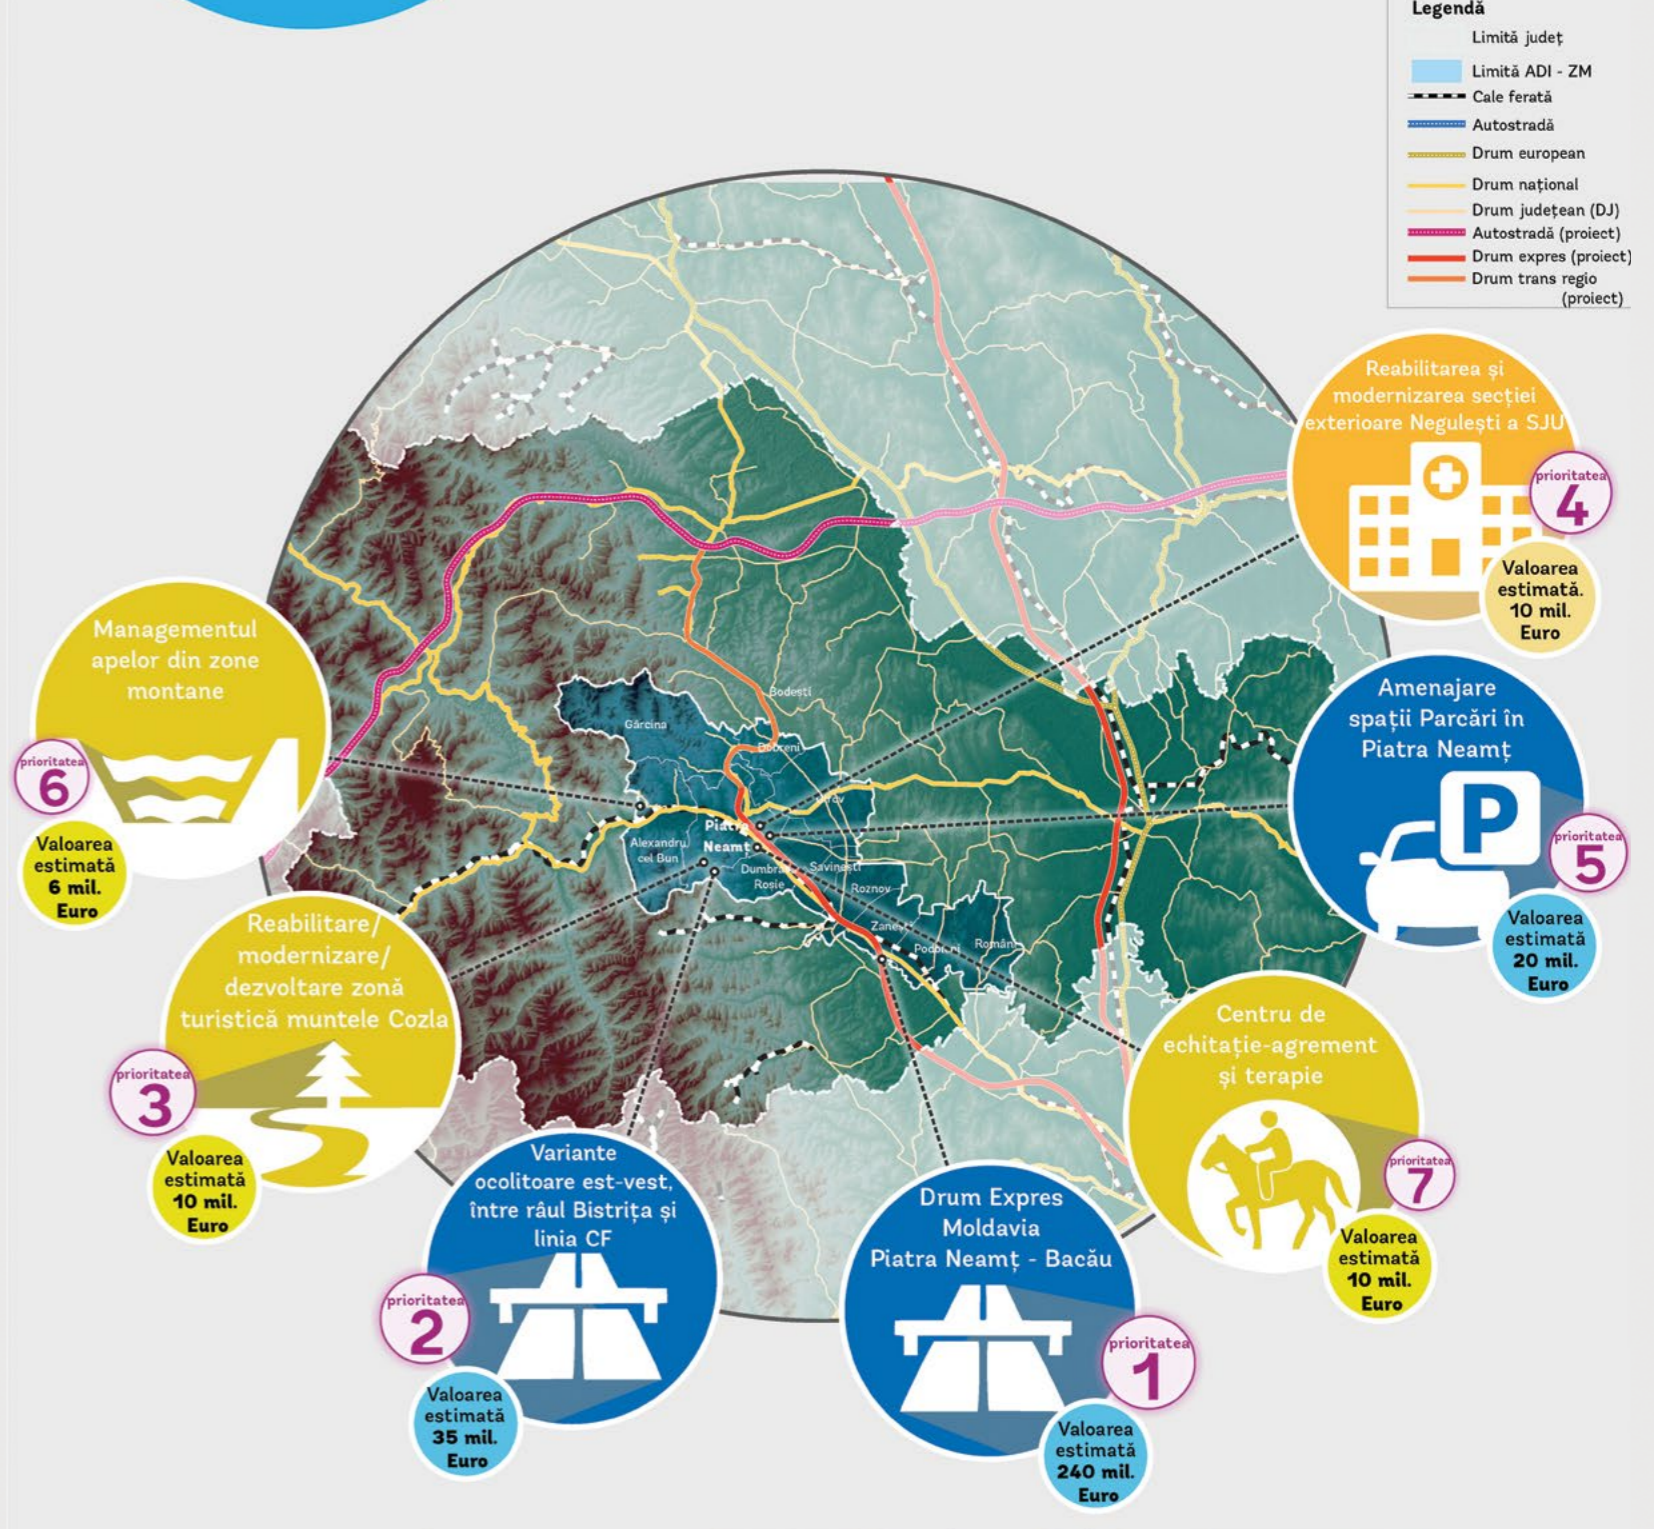 Legendă
Limită județ
Limită ADI - ZM
Cale ferată
Autostradă
Drum european
Drum național
Drum județean (DJ)
Autostradă (proiect)
Drum expres (proiect)
Drum trans regio
(proiect)
Reabilitarea și
modernizarea secției
exterioare Negulești a SJU
prioritatea
4
Valoarea
estimată.
10 mil.
Euro
Amenajare
spații Parcări în
Piatra Neamț
P
prioritatea
5
Valoarea
estimată
20 mil.
Euro
Managementul
apelor din zone
montane
prioritatea
6
Valoarea
estimată
6 mil.
Euro
Bodești
Gârcina
Dobreni
Piatra
Neamț
Alexandru
cel Bun
Roșie
Săvinești
Roznov
Zănești
Români
Reabilitare/
modernizare/
dezvoltare zonă
turistică muntele Cozla
prioritatea
3
Valoarea
estimată
10 mil.
Euro
Variante
ocolitoare est-vest,
între râul Bistrița și
linia CF
prioritatea
2
Valoarea
estimată
35 mil.
Euro
Drum Expres
Moldavia
Piatra Neamț - Bacău
prioritatea
1
Valoarea
estimată
240 mil.
Euro
Centru de
echitație-agrement
și terapie
prioritatea
7
Valoarea
estimată
10 mil.
Euro